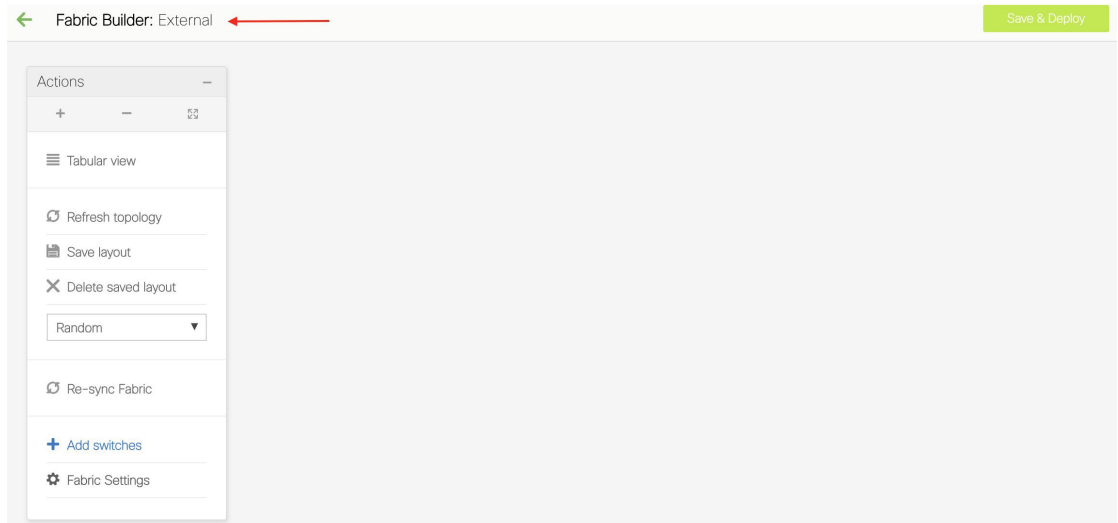 Fabric Builder: External
Save & Deploy
Actions
Tabular view
Refresh topology
Save layout
Delete saved layout
Random
Re-sync Fabric
Add switches
Fabric Settings